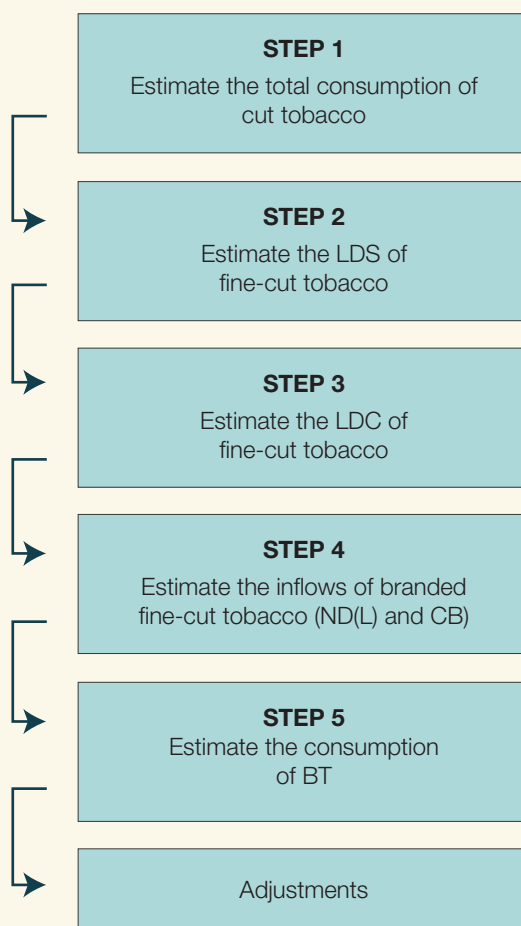 STEP 1
Estimate the total consumption of
cut tobacco
STEP 2
Estimate the LDS of
fine-cut tobacco
STEP 3
Estimate the LDC of
fine-cut tobacco
STEP 4
Estimate the inflows of branded
fine-cut tobacco (ND(L) and CB)
STEP 5
Estimate the consumption
of BT
Adjustments